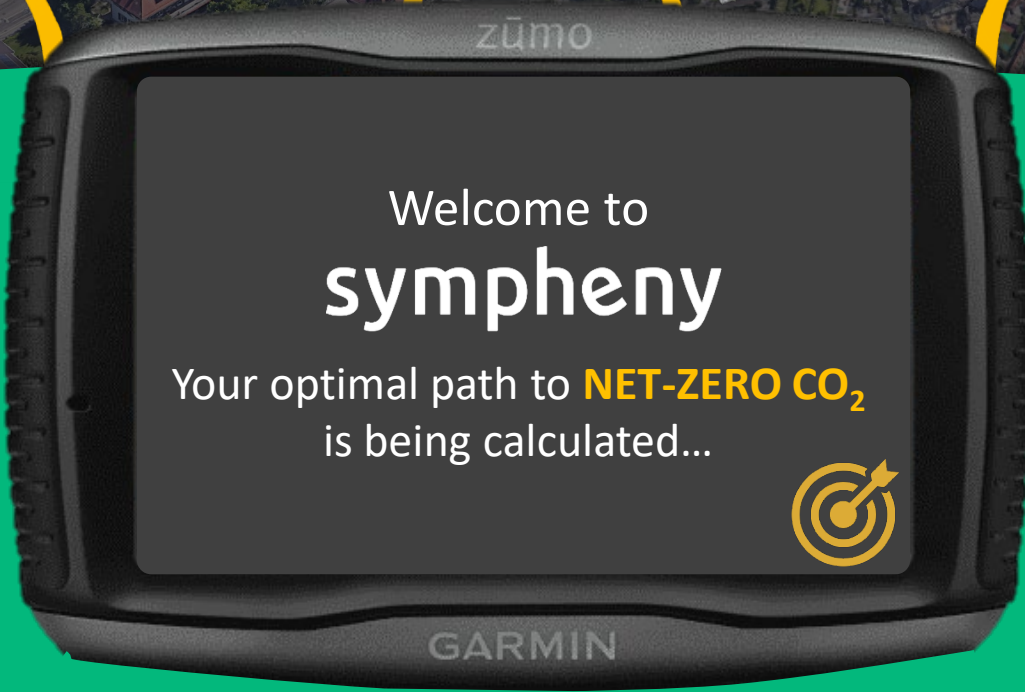 zūmo
Welcome to
sympheny
Your optimal path to NET-ZERO CO₂
is being calculated...
GARMIN